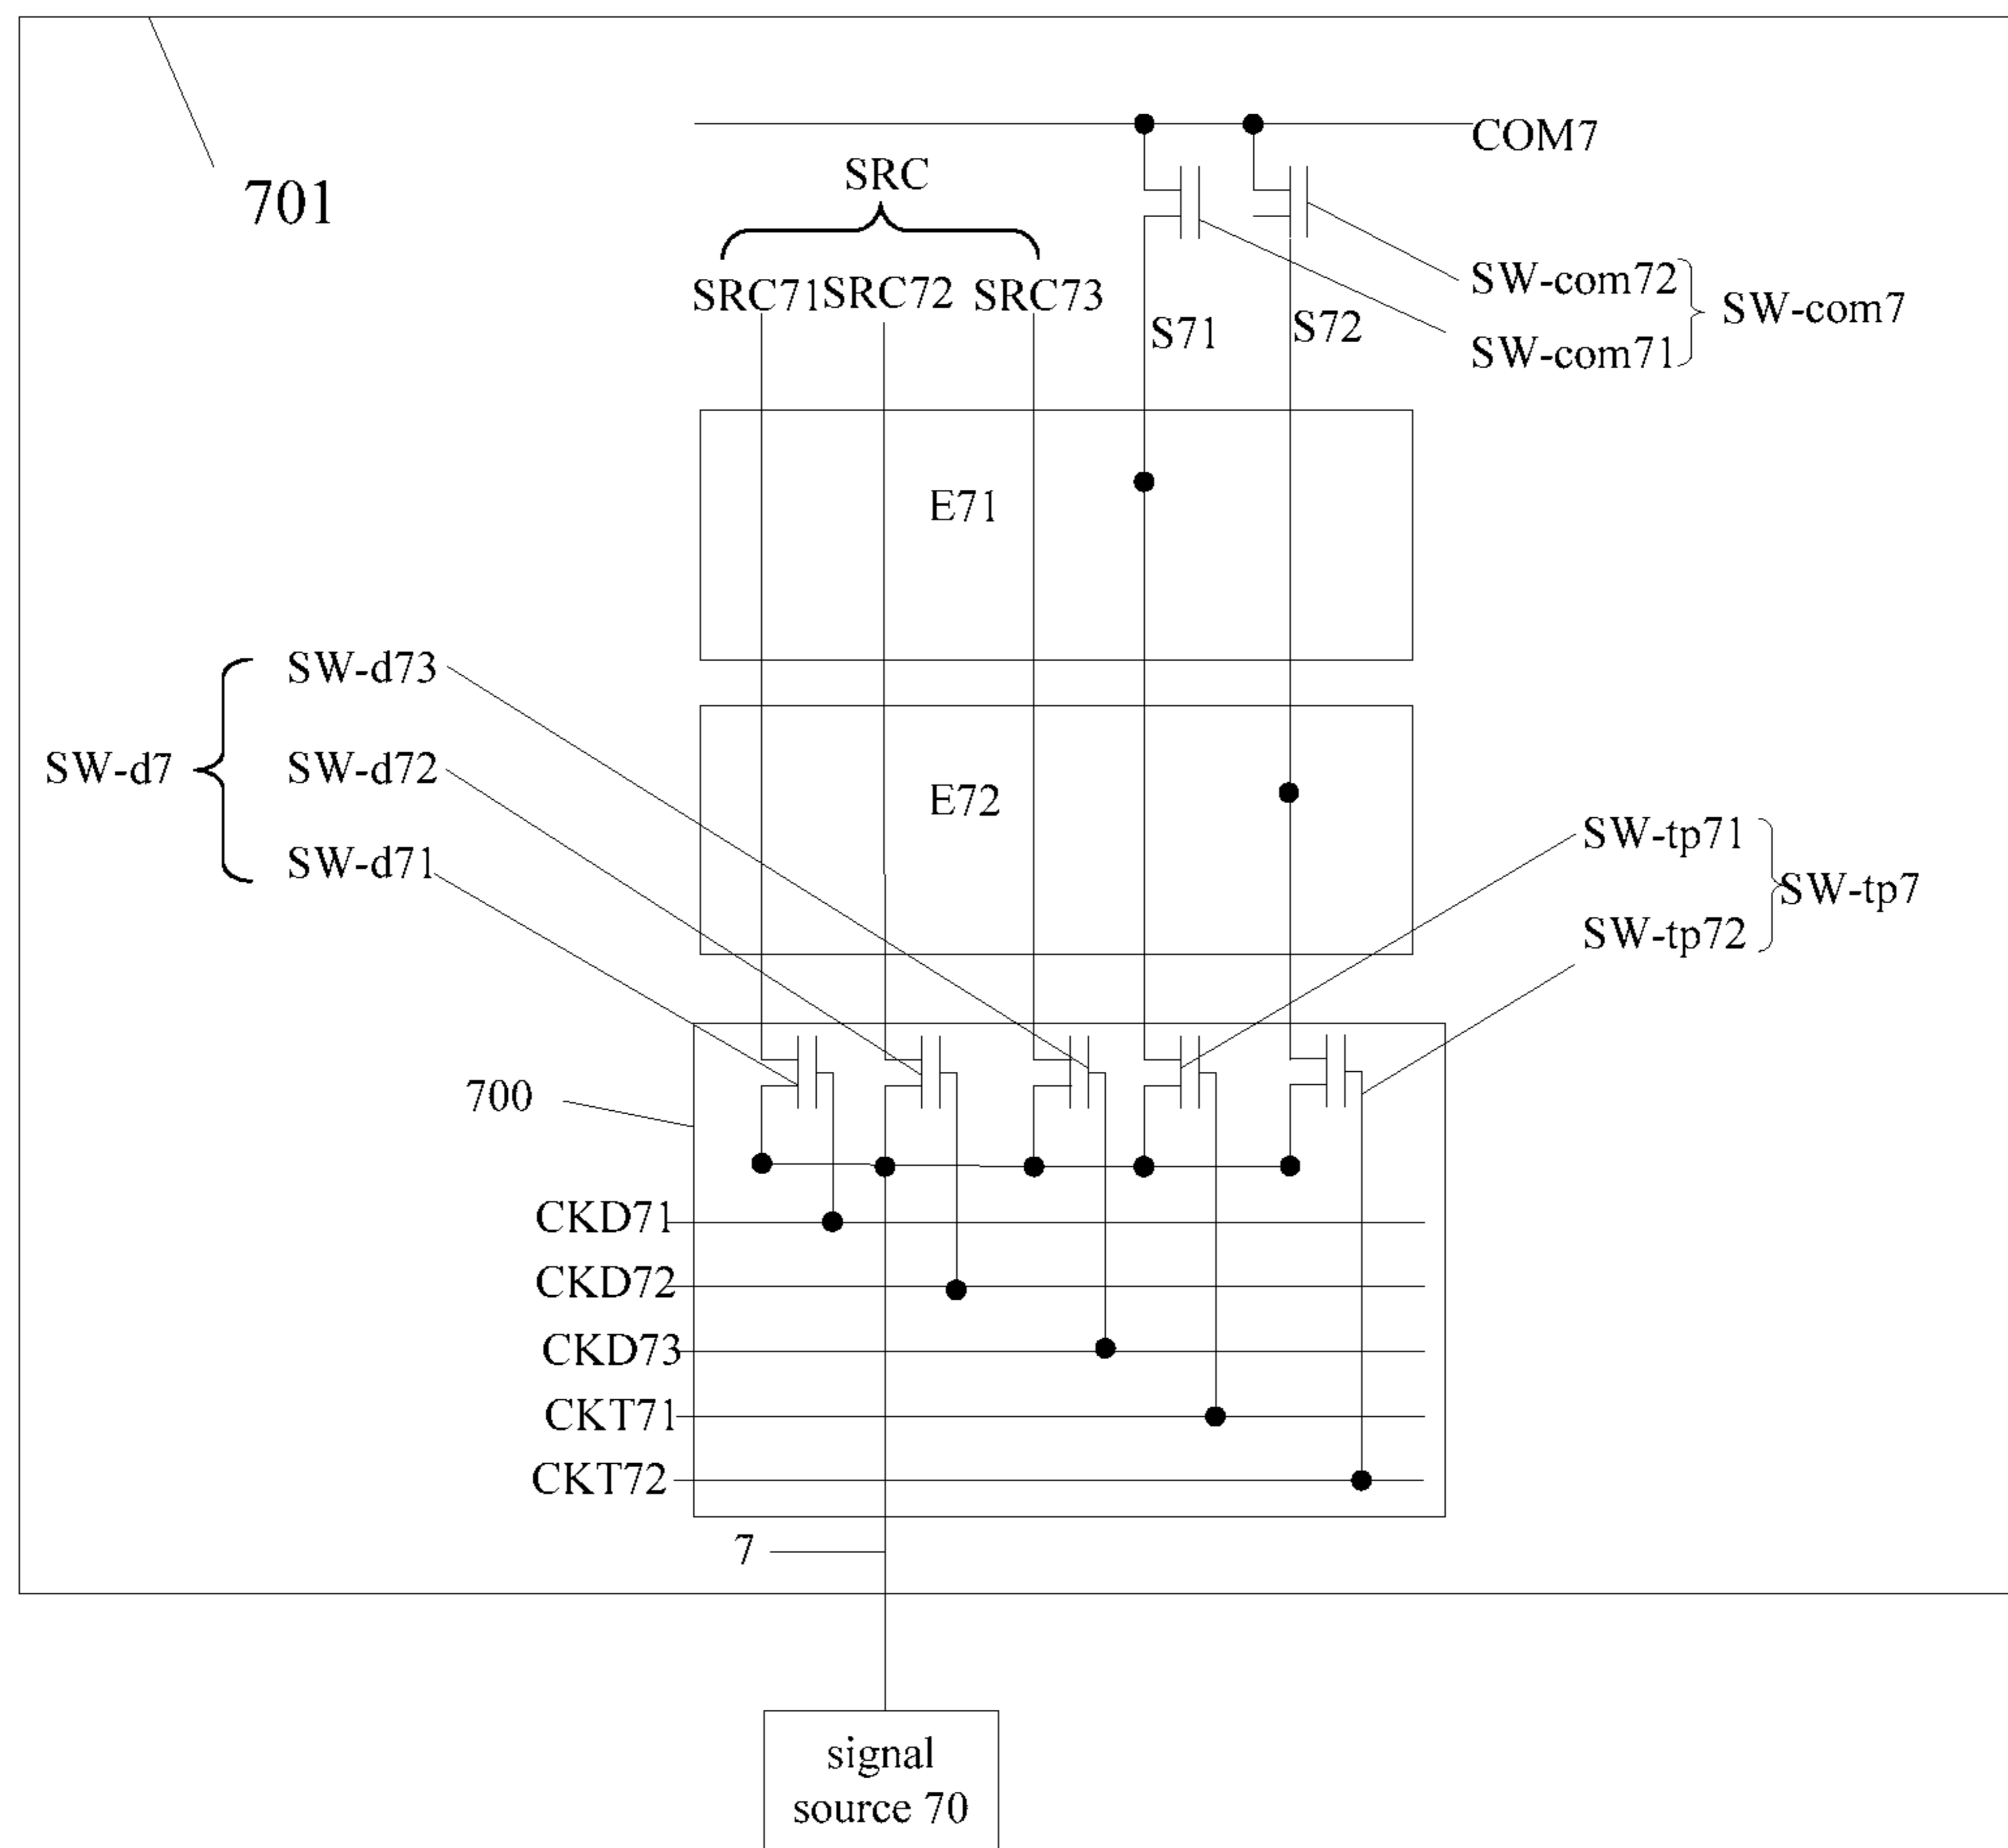 COM7
SRC
701
SW-com72
SRC71 SRC72 SRC73
SW-com7
S71
S72
SW-com71
E71
SW-d73
SW-d7
SW-d72
E72
SW-tp71
SW-d71
SW-tp7
SW-tp72
700
CKD71
CKD72
CKD73
CKT71
CKT72
7
signal
source 70